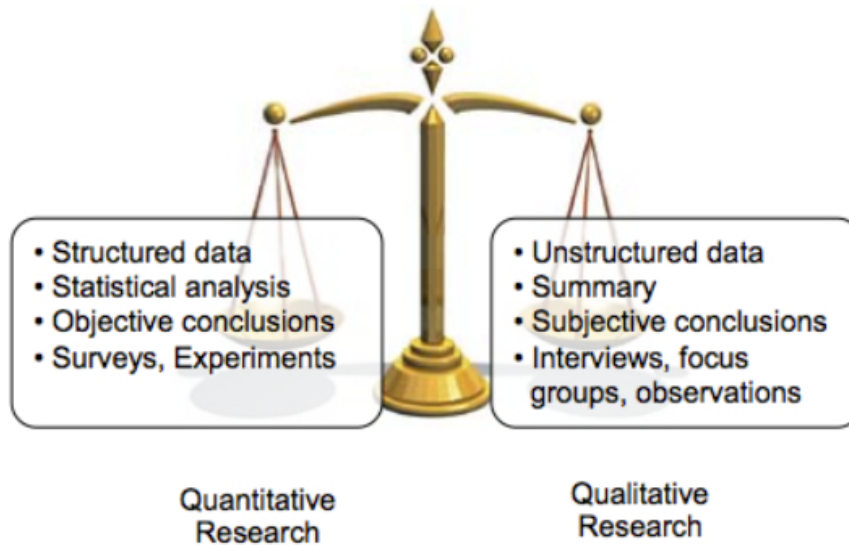 • Structured data
• Statistical analysis
• Objective conclusions
• Surveys, Experiments
• Unstructured data
• Summary
• Subjective conclusions
• Interviews, focus
groups, observations
Quantitative
Research
Qualitative
Research